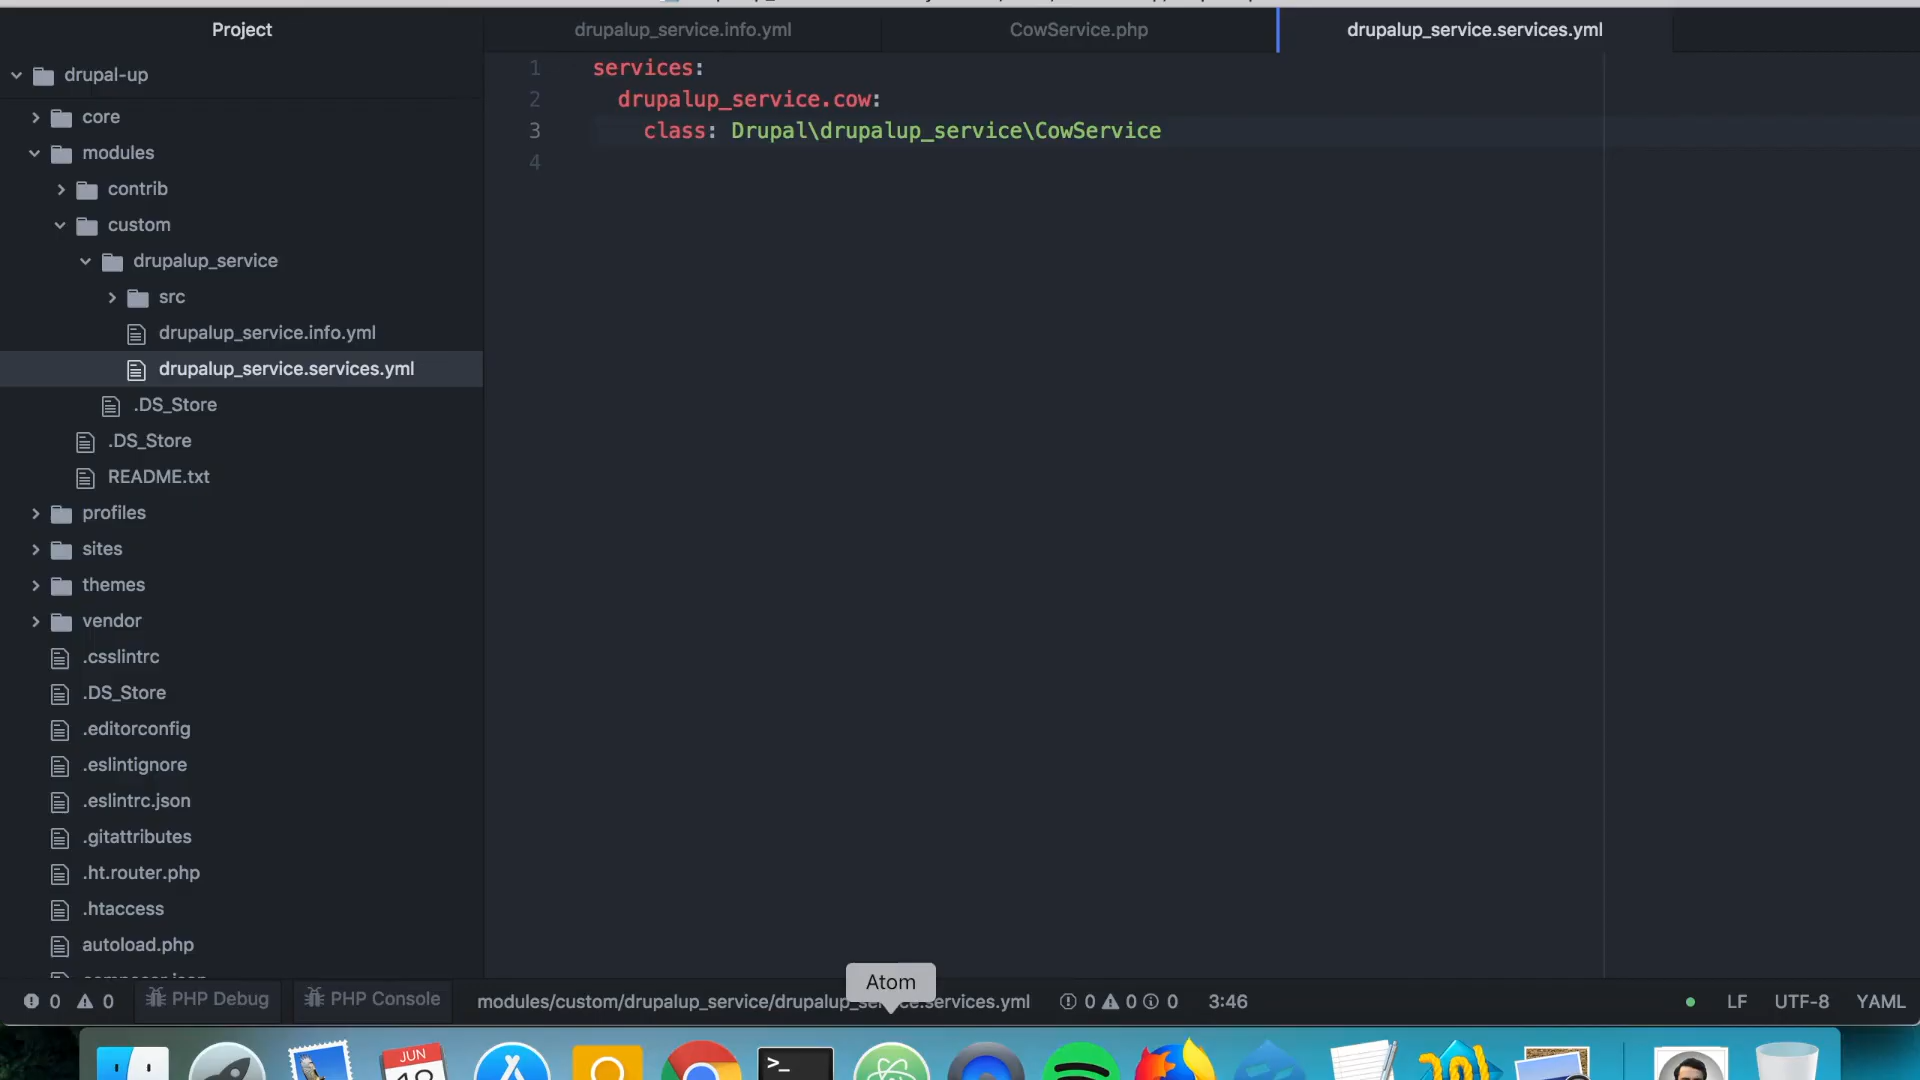 Project
drupal-up
core
modules
contrib
custom
drupalup_service
src
drupalup_service.info.yml
drupalup_service.services.yml
.DS_Store
.DS_Store
README.txt
profiles
sites
themes
vendor
.csslintrc
.DS_Store
.editorconfig
.eslintignore
.eslintrc.json
.gitattributes
.ht.router.php
.htaccess
autoload.php
drupalup_service.info.yml
CowService.php
drupalup_service.services.yml
1 services:
2 drupalup_service.cow:
3 class: Drupal\drupalup_service\CowService
4
0 0 PHP Debug PHP Console modules/custom/drupalup_service/drupalup_service.services.yml 0 0 0 3:46 LF UTF-8 YAML
Atom
JUN
>_